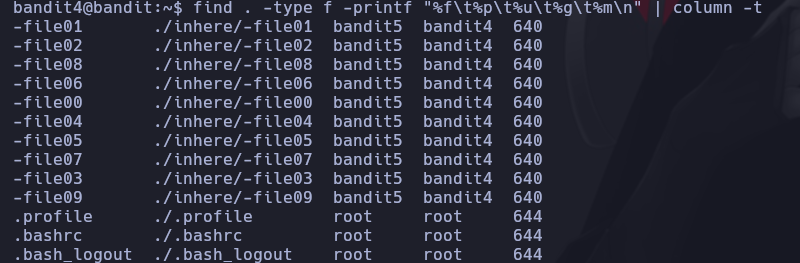 bandit4@bandit:~$ find . -type f -printf "%f\t%p\t%u\t%g\t%m\n" | column -t
-file01 ./inhere/-file01 bandit5 bandit4 640
-file02 ./inhere/-file02 bandit5 bandit4 640
-file08 ./inhere/-file08 bandit5 bandit4 640
-file06 ./inhere/-file06 bandit5 bandit4 640
-file00 ./inhere/-file00 bandit5 bandit4 640
-file04 ./inhere/-file04 bandit5 bandit4 640
-file05 ./inhere/-file05 bandit5 bandit4 640
-file07 ./inhere/-file07 bandit5 bandit4 640
-file03 ./inhere/-file03 bandit5 bandit4 640
-file09 ./inhere/-file09 bandit5 bandit4 640
.profile ./.profile root root 644
.bashrc ./.bashrc root root 644
.bash_logout ./.bash_logout root root 644